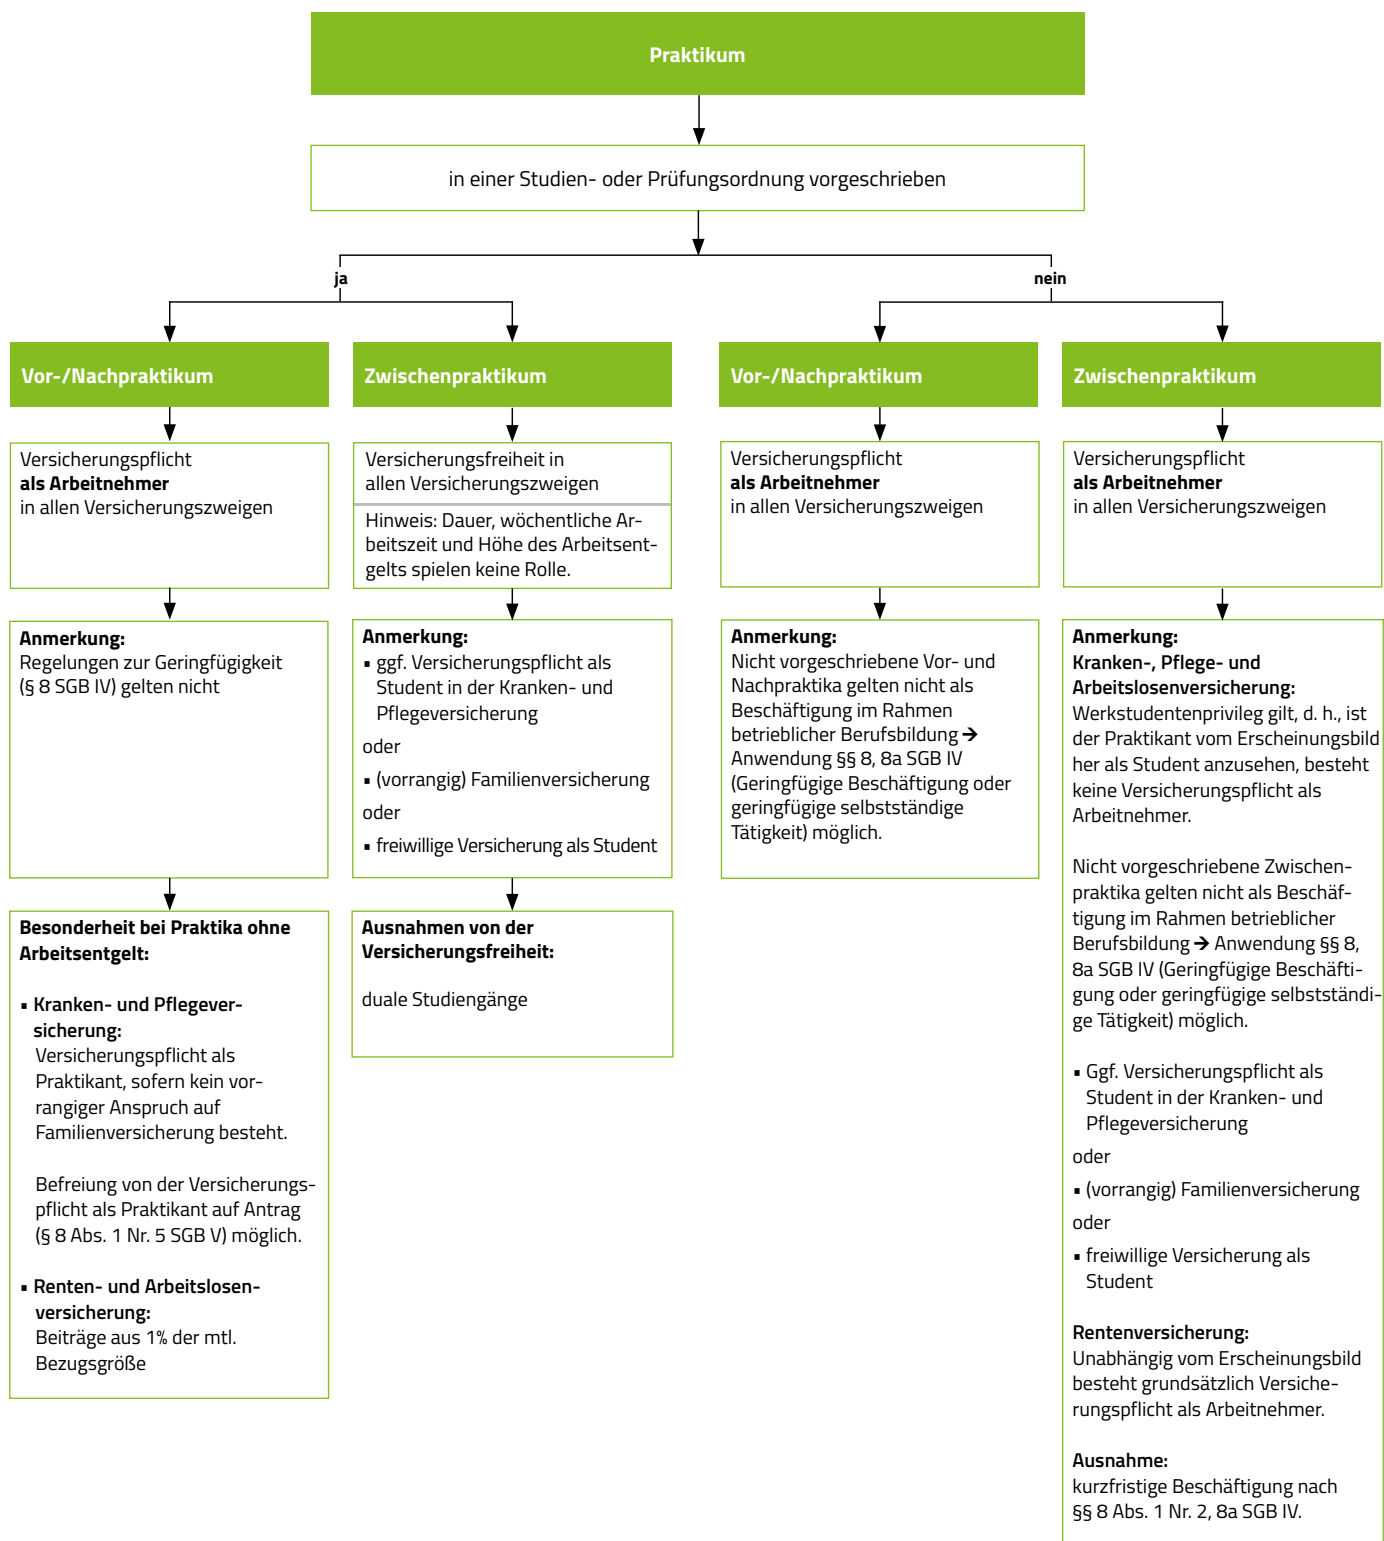 Praktikum
in einer Studien- oder Prüfungsordnung vorgeschrieben
ja
nein
Vor-/Nachpraktikum
Versicherungspflicht
als Arbeitnehmer
in allen Versicherungszweigen
Anmerkung:
Regelungen zur Geringfügigkeit
(§ 8 SGB IV) gelten nicht
Besonderheit bei Praktika ohne
Arbeitsentgelt:
▪ Kranken- und Pflegever-
sicherung:
Versicherungspflicht als
Praktikant, sofern kein vor-
rangiger Anspruch auf
Familienversicherung besteht.
Befreiung von der Versicherungs-
pflicht als Praktikant auf Antrag
(§ 8 Abs. 1 Nr. 5 SGB V) möglich.
▪ Renten- und Arbeitslosen-
versicherung:
Beiträge aus 1% der mtl.
Bezugsgröße
Zwischenpraktikum
Versicherungsfreiheit in
allen Versicherungszweigen
Hinweis: Dauer, wöchentliche Ar-
beitszeit und Höhe des Arbeitsent-
gelts spielen keine Rolle.
Anmerkung:
▪ ggf. Versicherungspflicht als
Student in der Kranken- und
Pflegeversicherung
oder
▪ (vorrangig) Familienversicherung
oder
▪ freiwillige Versicherung als Student
Ausnahmen von der
Versicherungsfreiheit:
duale Studiengänge
Vor-/Nachpraktikum
Versicherungspflicht
als Arbeitnehmer
in allen Versicherungszweigen
Anmerkung:
Nicht vorgeschriebene Vor- und
Nachpraktika gelten nicht als
Beschäftigung im Rahmen
betrieblicher Berufsbildung →
Anwendung §§ 8, 8a SGB IV
(Geringfügige Beschäftigung oder
geringfügige selbstständige
Tätigkeit) möglich.
Zwischenpraktikum
Versicherungspflicht
als Arbeitnehmer
in allen Versicherungszweigen
Anmerkung:
Kranken-, Pflege- und
Arbeitslosenversicherung:
Werkstudentenprivileg gilt, d. h., ist
der Praktikant vom Erscheinungsbild
her als Student anzusehen, besteht
keine Versicherungspflicht als
Arbeitnehmer.
Nicht vorgeschriebene Zwischen-
praktika gelten nicht als Beschäf-
tigung im Rahmen betrieblicher
Berufsbildung → Anwendung §§ 8,
8a SGB IV (Geringfügige Beschäfti-
gung oder geringfügige selbstständi-
ge Tätigkeit) möglich.
▪ Ggf. Versicherungspflicht als
Student in der Kranken- und
Pflegeversicherung
oder
▪ (vorrangig) Familienversicherung
oder
▪ freiwillige Versicherung als
Student
Rentenversicherung:
Unabhängig vom Erscheinungsbild
besteht grundsätzlich Versiche-
rungspflicht als Arbeitnehmer.
Ausnahme:
kurzfristige Beschäftigung nach
§§ 8 Abs. 1 Nr. 2, 8a SGB IV.